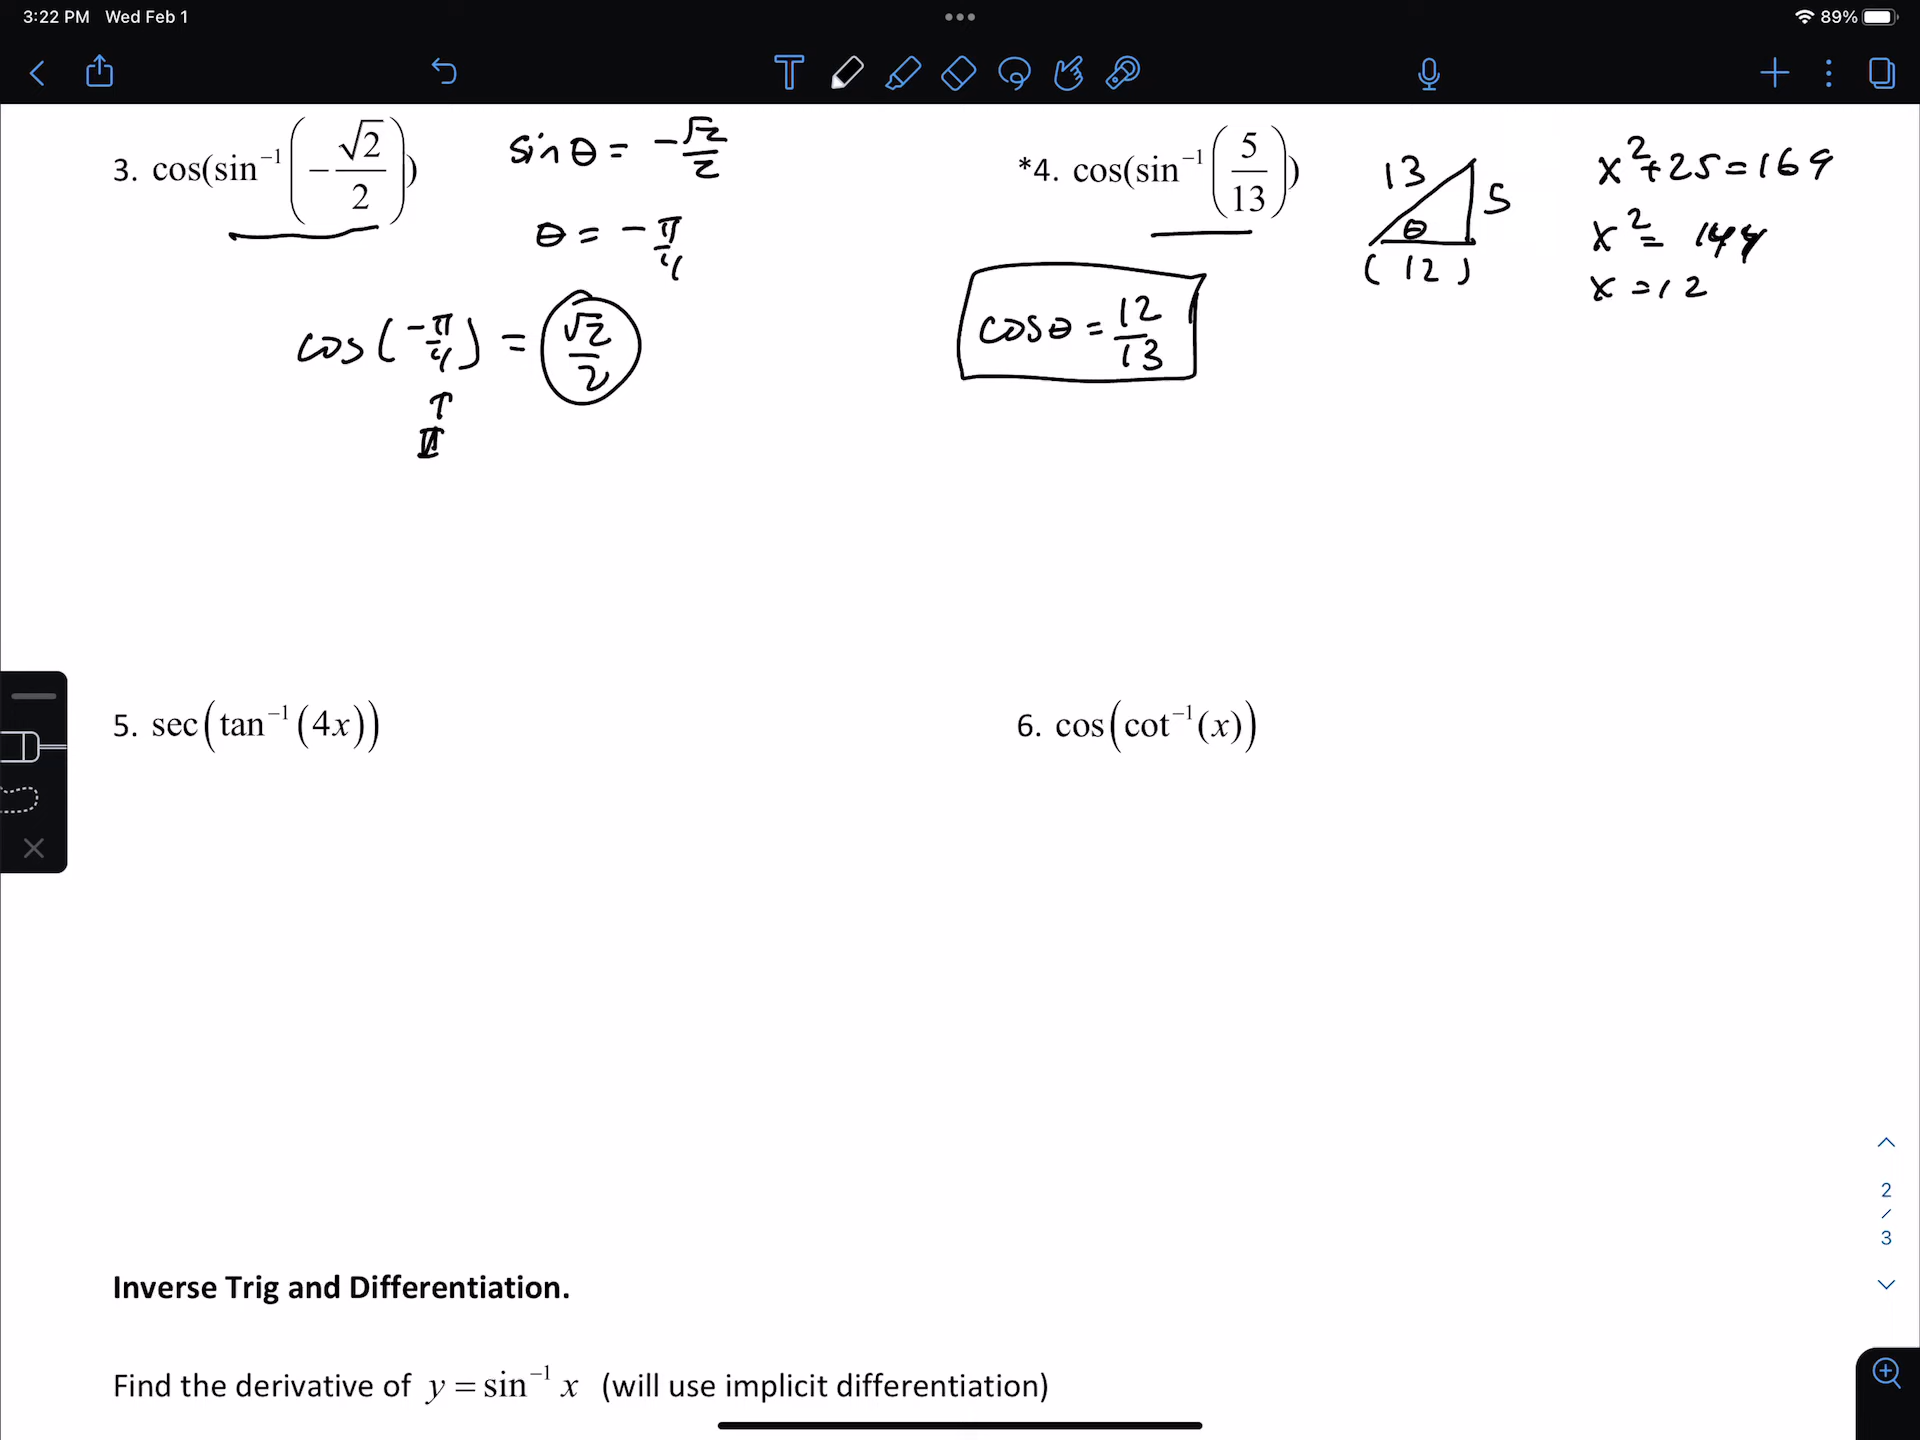 3:22 PM Wed Feb 1
89%
3. cos(sin⁻¹(−√2/2))
sin θ = −√2/2
θ = −π/4
cos(−π/4) = √2/2
↑
*4. cos(sin⁻¹(5/13))
13
5
θ
(12)
x² + 25 = 169
x² = 144
x = 12
cos θ = 12/13
5. sec(tan⁻¹(4x))
6. cos(cot⁻¹(x))
2
/
3
Inverse Trig and Differentiation.
Find the derivative of y = sin⁻¹ x (will use implicit differentiation)